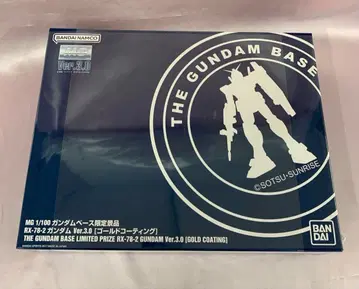 BANDAI NAMCO
Ver.3.0
THE GUNDAM BASE
©SOTSU・SUNRISE
MG 1/100 ガンダムベース限定景品
RX-78-2 ガンダム Ver.3.0 [ゴールドコーティング]
THE GUNDAM BASE LIMITED PRIZE RX-78-2 GUNDAM Ver.3.0 [GOLD COATING]
BAN
DAI